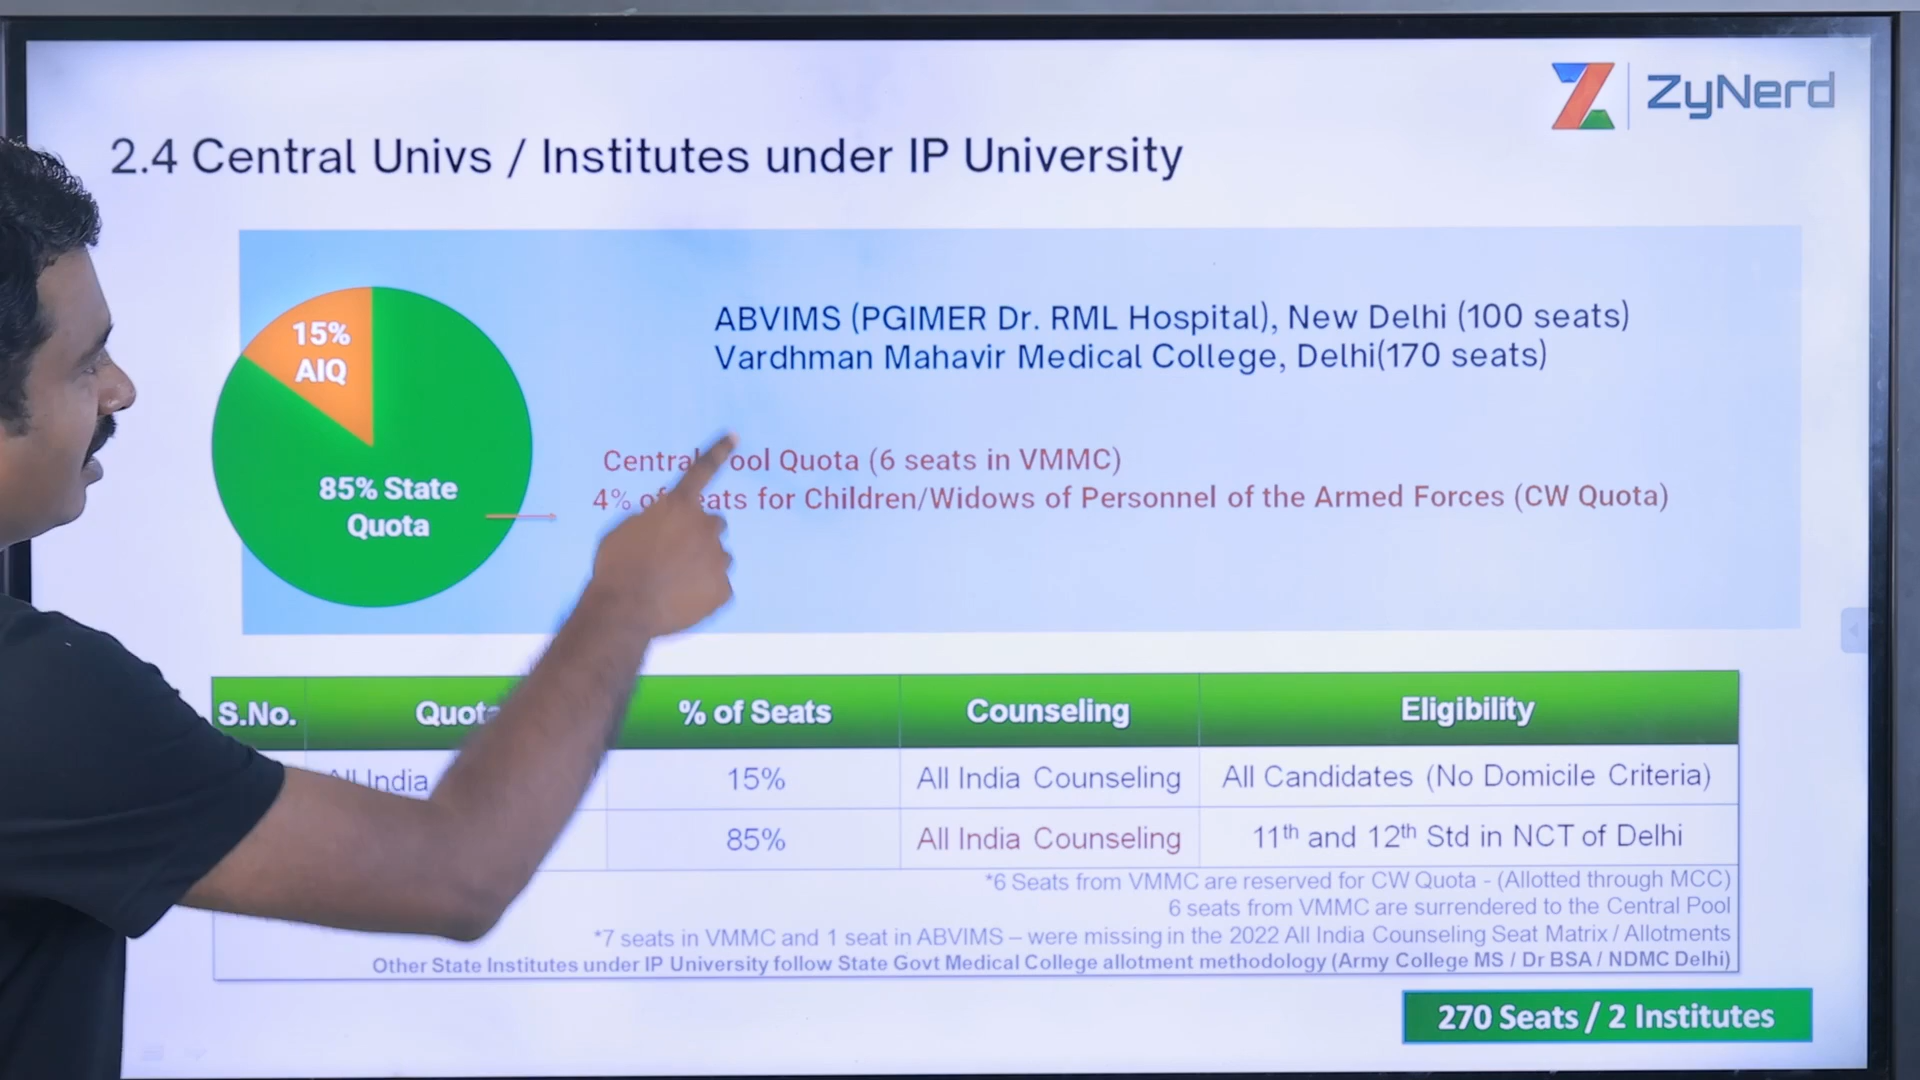 ZyNerd
2.4 Central Univs / Institutes under IP University
15%
AIQ
85% State
Quota
ABVIMS (PGIMER Dr. RML Hospital), New Delhi (100 seats)
Vardhman Mahavir Medical College, Delhi(170 seats)
Central ool Quota (6 seats in VMMC)
4% of eats for Children/Widows of Personnel of the Armed Forces (CW Quota)
S.No. Quota % of Seats Counseling Eligibility
All India 15% All India Counseling All Candidates (No Domicile Criteria)
85% All India Counseling 11th and 12th Std in NCT of Delhi
*6 Seats from VMMC are reserved for CW Quota - (Allotted through MCC)
6 seats from VMMC are surrendered to the Central Pool
*7 seats in VMMC and 1 seat in ABVIMS – were missing in the 2022 All India Counseling Seat Matrix / Allotments
Other State Institutes under IP University follow State Govt Medical College allotment methodology (Army College MS / Dr BSA / NDMC Delhi)
270 Seats / 2 Institutes